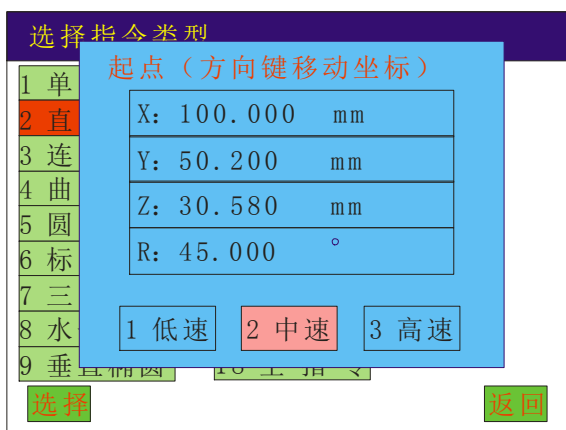 选择指令类型
起点（方向键移动坐标）
1 单
2 直
3 连
4 曲
5 圆
6 标
7 三
8 水
9 垂直椭圆
X: 100.000 mm
Y: 50.200 mm
Z: 30.580 mm
R: 45.000 °
1 低速 2 中速 3 高速
选择 返回